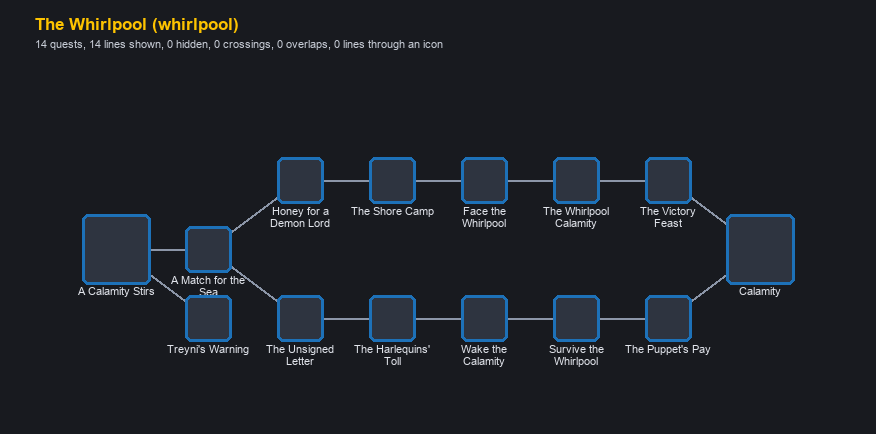 The Whirlpool (whirlpool)
14 quests, 14 lines shown, 0 hidden, 0 crossings, 0 overlaps, 0 lines through an icon
Honey for a
Demon Lord
The Shore Camp
Face the
Whirlpool
The Whirlpool
Calamity
The Victory
Feast
A Calamity Stirs
A Match for the
Sea
Calamity
Treyni's Warning
The Unsigned
Letter
The Harlequins'
Toll
Wake the
Calamity
Survive the
Whirlpool
The Puppet's Pay